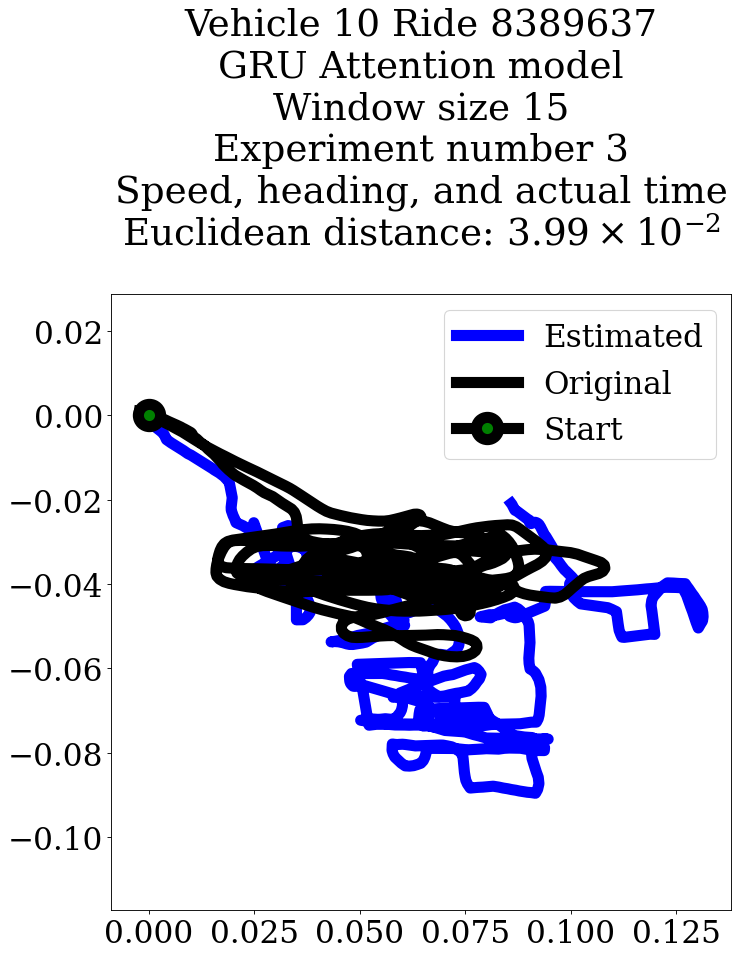 Vehicle 10 Ride 8389637
GRU Attention model
Window size 15
Experiment number 3
Speed, heading, and actual time
Euclidean distance: 3.99 × 10⁻²
Estimated
Original
Start
0.02
0.00
−0.02
−0.04
−0.06
−0.08
−0.10
0.000 0.025 0.050 0.075 0.100 0.125